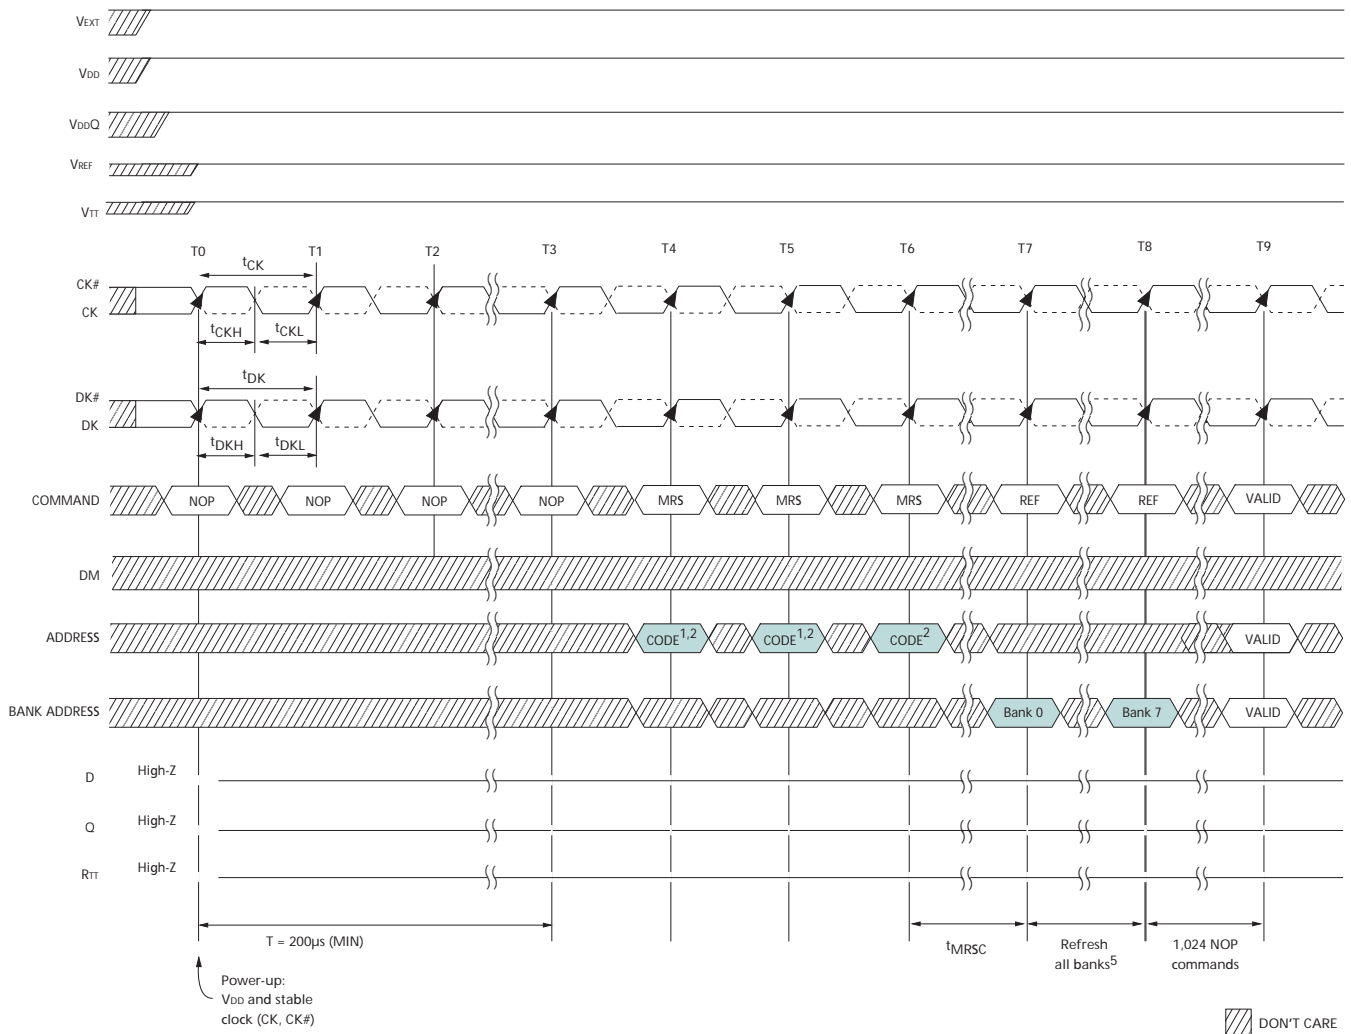 VEXT
VDD
VDDQ
VREF
VTT
T0 T1 T2 T3 T4 T5 T6 T7 T8 T9
tCK
CK#
CK
tCKH tCKL
tDK
DK#
DK
tDKH tDKL
COMMAND NOP NOP NOP NOP MRS MRS MRS REF REF VALID
DM
ADDRESS CODE1,2 CODE1,2 CODE2 VALID
BANK ADDRESS Bank 0 Bank 7 VALID
D High-Z
Q High-Z
RTT High-Z
T = 200µs (MIN) tMRSC Refresh 1,024 NOP
all banks5 commands
Power-up:
VDD and stable
clock (CK, CK#)
DON'T CARE